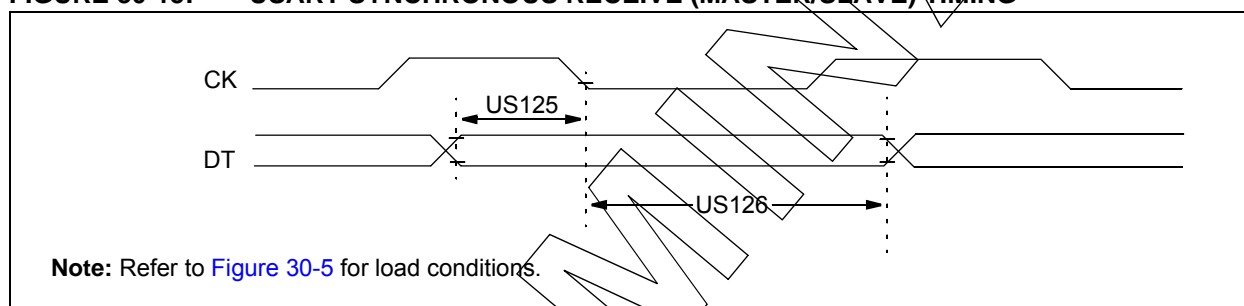 CK
US125
DT
US126
Note: Refer to Figure 30-5 for load conditions.